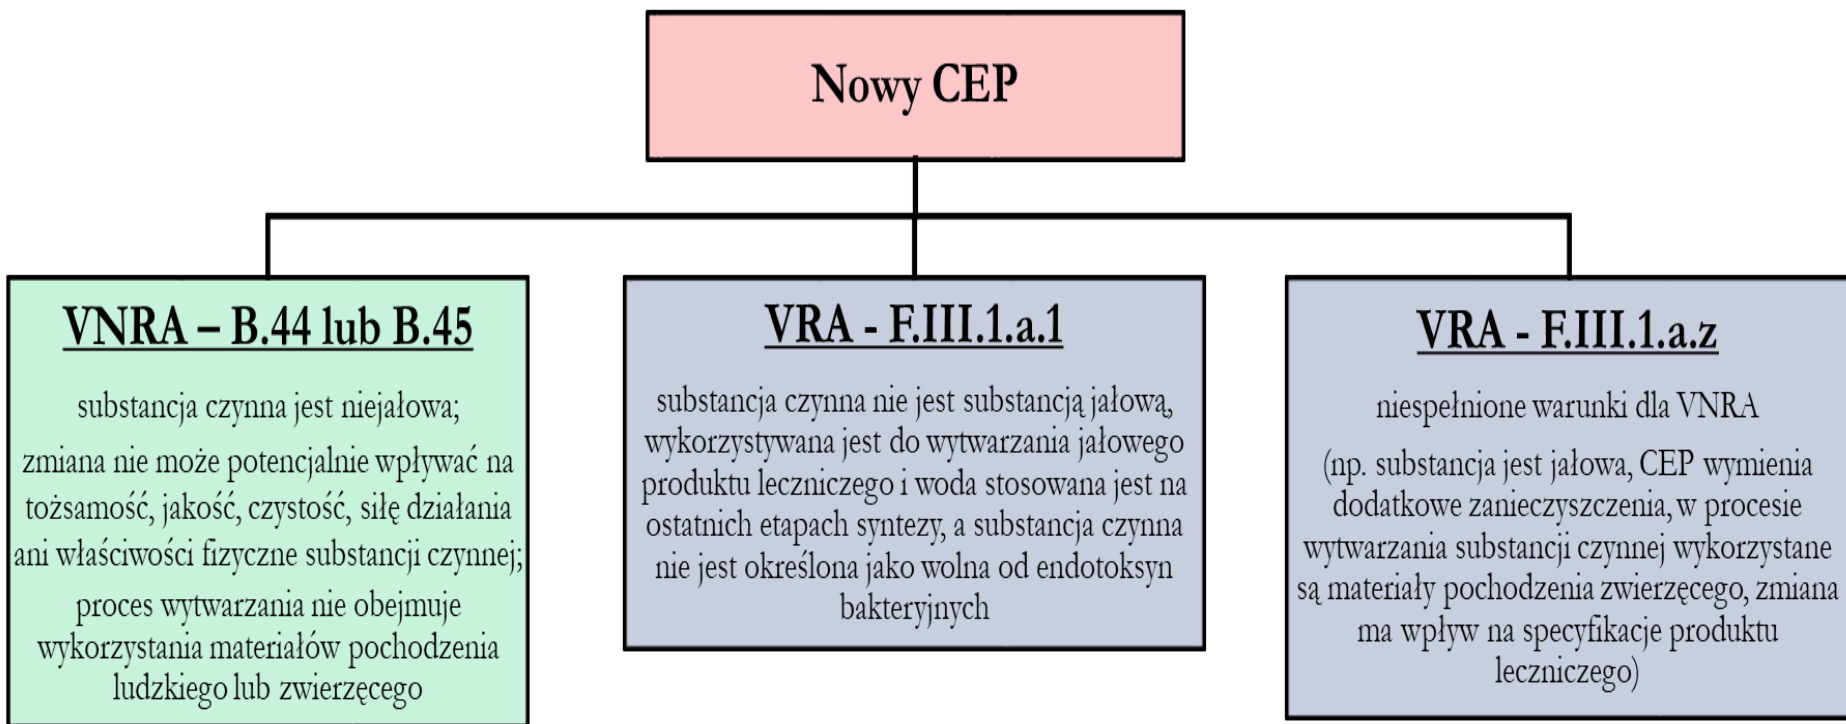 Nowy CEP
VNRA – B.44 lub B.45
substancja czynna jest niejałowa;
zmiana nie może potencjalnie wpływać na
tożsamość, jakość, czystość, siłę działania
ani właściwości fizyczne substancji czynnej;
proces wytwarzania nie obejmuje
wykorzystania materiałów pochodzenia
ludzkiego lub zwierzęcego
VRA - F.III.1.a.1
substancja czynna nie jest substancją jałową,
wykorzystywana jest do wytwarzania jałowego
produktu leczniczego i woda stosowana jest na
ostatnich etapach syntezy, a substancja czynna
nie jest określona jako wolna od endotoksyn
bakteryjnych
VRA - F.III.1.a.z
niespełnione warunki dla VNRA
(np. substancja jest jałowa, CEP wymienia
dodatkowe zanieczyszczenia, w procesie
wytwarzania substancji czynnej wykorzystane
są materiały pochodzenia zwierzęcego, zmiana
ma wpływ na specyfikacje produktu
leczniczego)